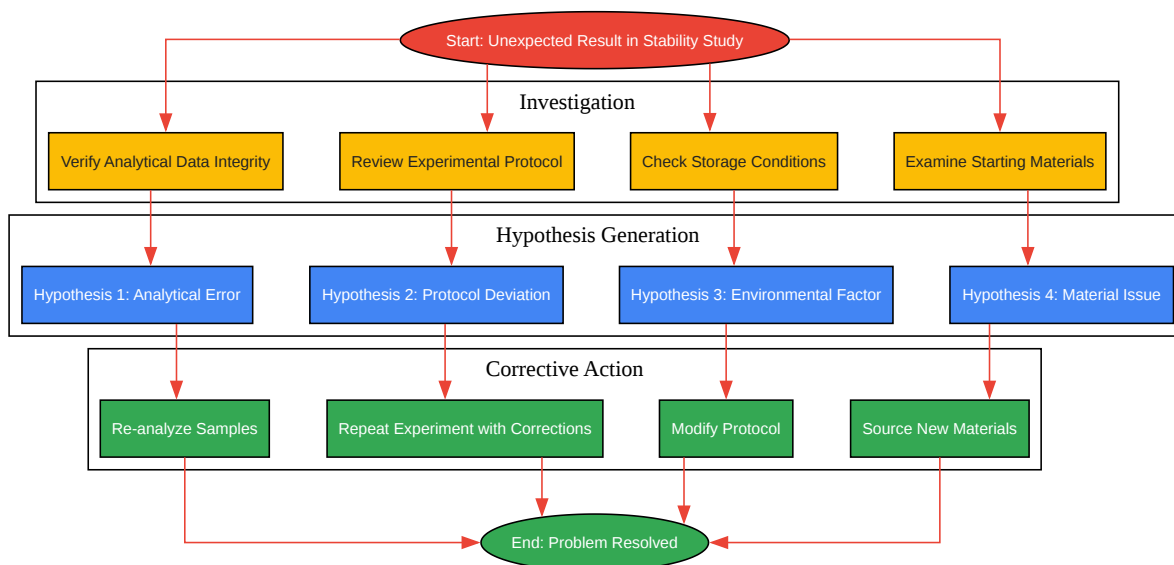 Start: Unexpected Result in Stability Study
Investigation
Verify Analytical Data Integrity
Review Experimental Protocol
Check Storage Conditions
Examine Starting Materials
Hypothesis Generation
Hypothesis 1: Analytical Error
Hypothesis 2: Protocol Deviation
Hypothesis 3: Environmental Factor
Hypothesis 4: Material Issue
Corrective Action
Re-analyze Samples
Repeat Experiment with Corrections
Modify Protocol
Source New Materials
End: Problem Resolved